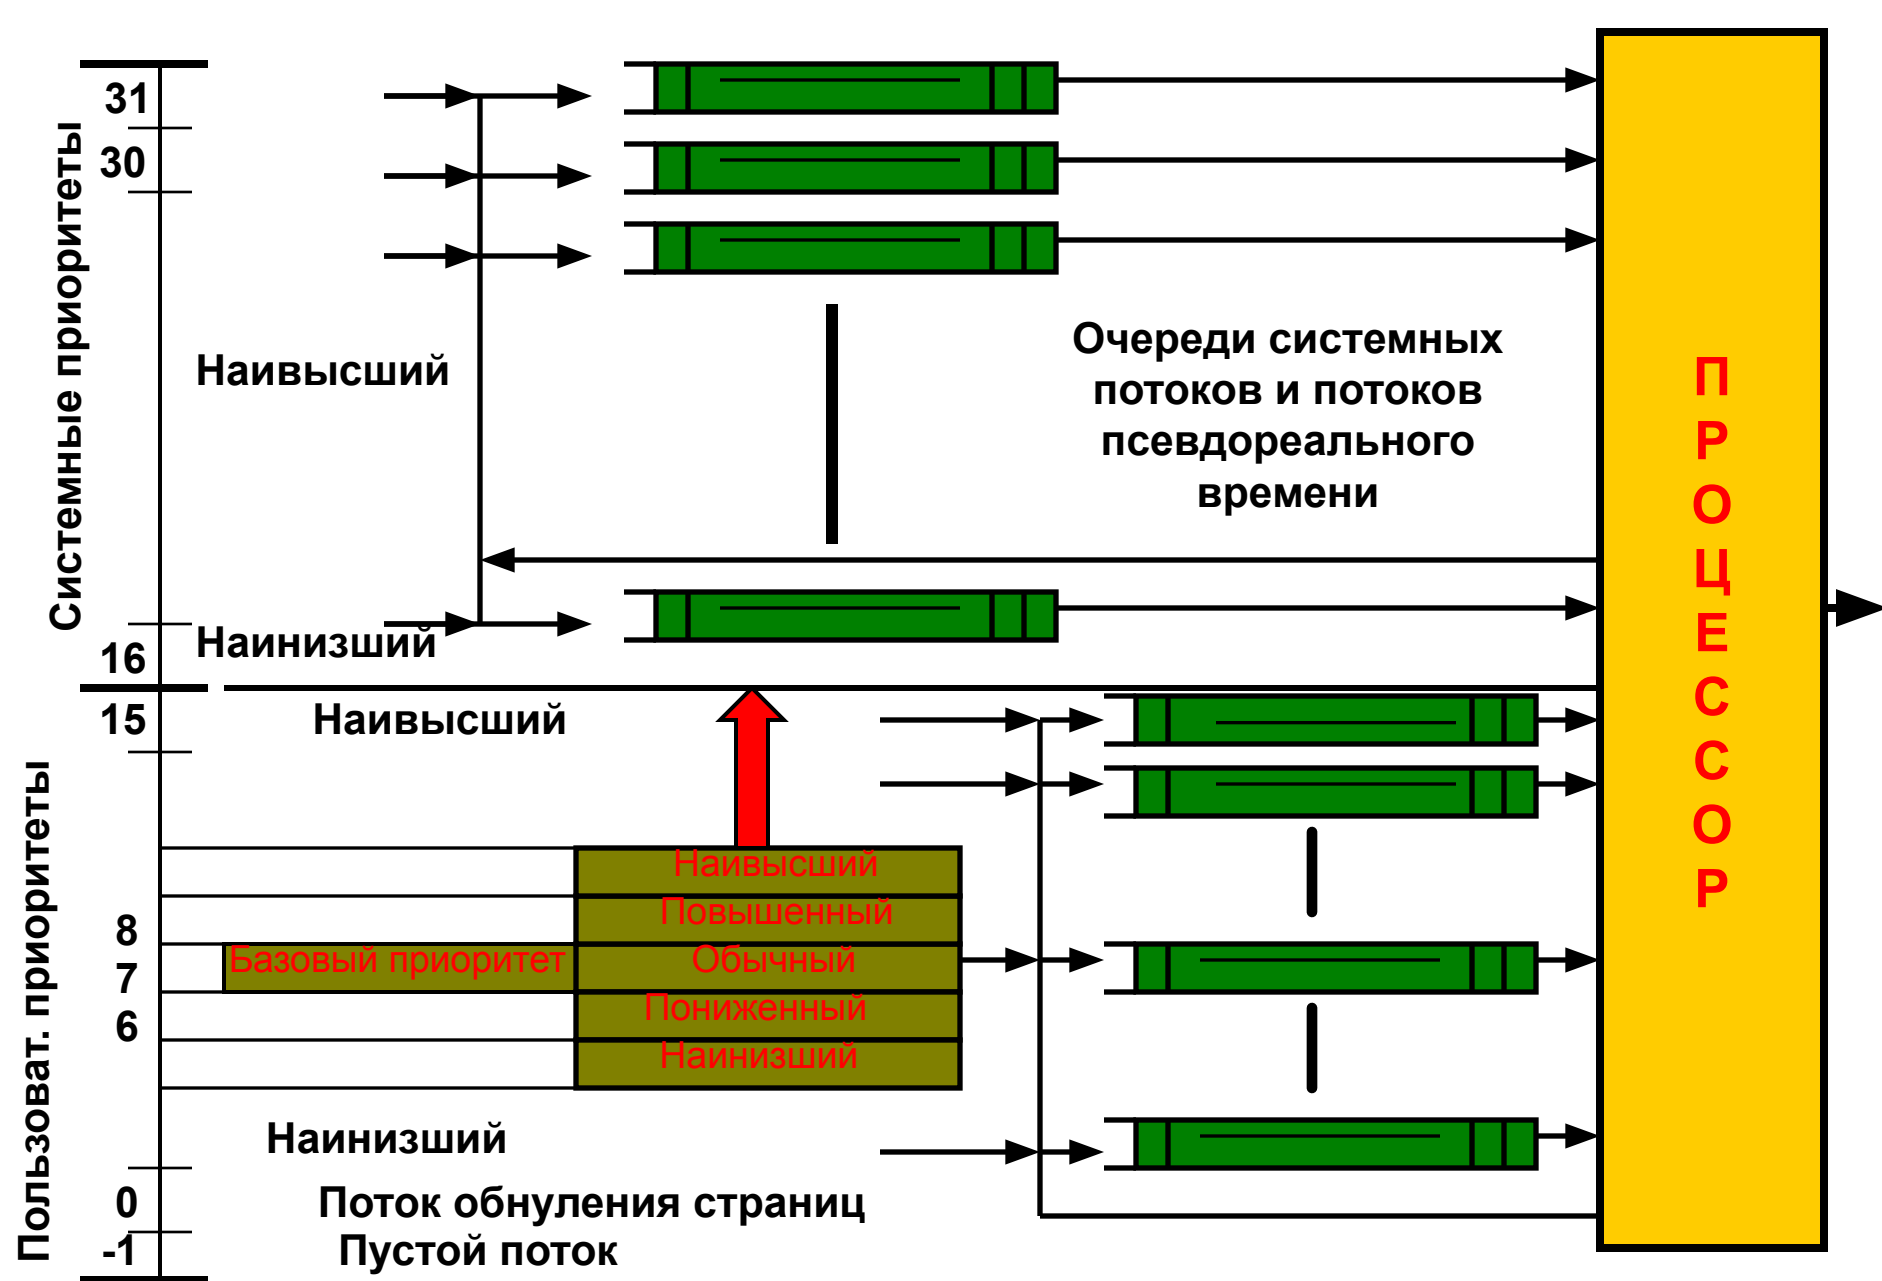 Системные приоритеты
31
30
Наивысший
Очереди системных
потоков и потоков
псевдореального
времени
Наинизший
16
15
Наивысший
Пользоват. приоритеты
Наивысший
8
Повышенный
7
Базовый приоритет
Обычный
6
Пониженный
Наинизший
Наинизший
0
Поток обнуления страниц
-1
Пустой поток
П
Р
О
Ц
Е
С
С
О
Р